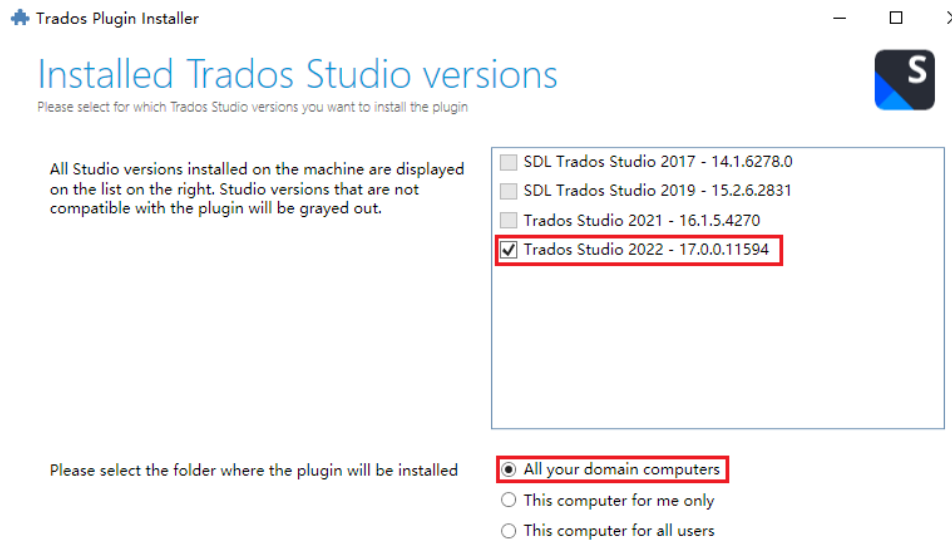 Trados Plugin Installer
Installed Trados Studio versions
Please select for which Trados Studio versions you want to install the plugin
S
All Studio versions installed on the machine are displayed
on the list on the right. Studio versions that are not
compatible with the plugin will be grayed out.
SDL Trados Studio 2017 - 14.1.6278.0
SDL Trados Studio 2019 - 15.2.6.2831
Trados Studio 2021 - 16.1.5.4270
Trados Studio 2022 - 17.0.0.11594
Please select the folder where the plugin will be installed
All your domain computers
This computer for me only
This computer for all users